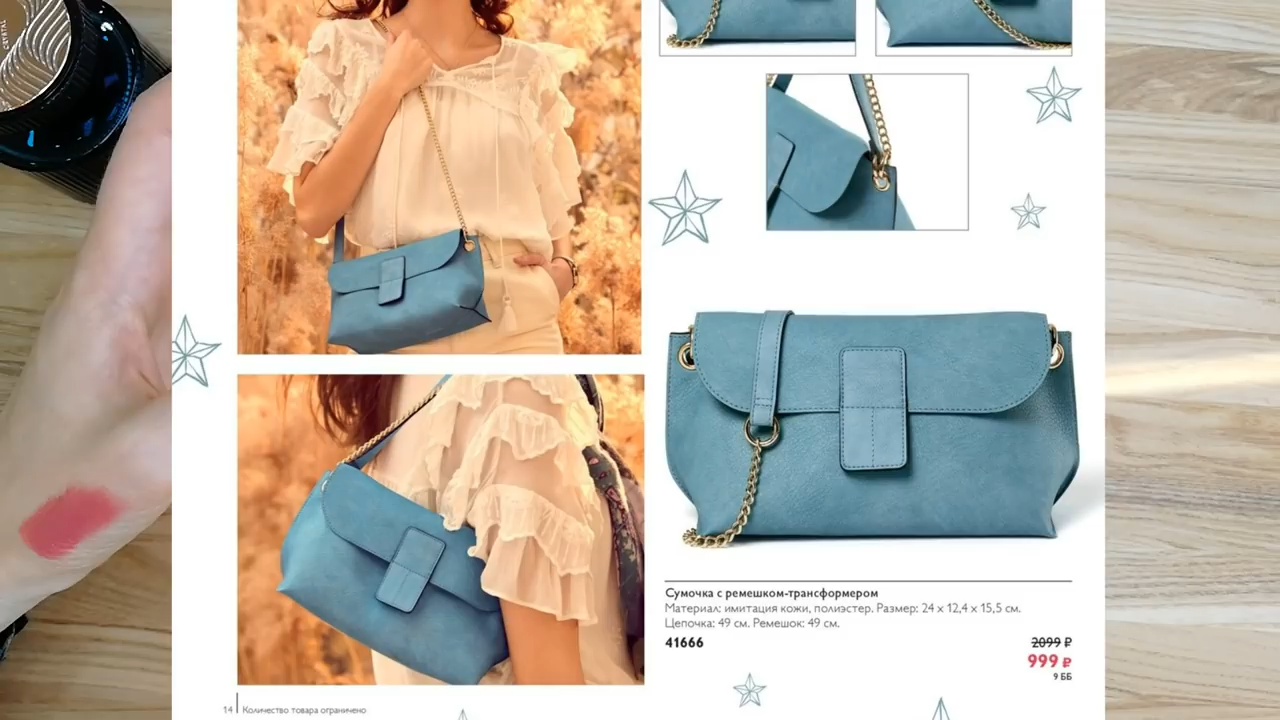 CRYSTAL
Сумочка с ремешком-трансформером
Материал: имитация кожи, полиэстер. Размер: 24 х 12,4 х 15,5 см.
Цепочка: 49 см. Ремешок: 49 см.
41666
2099 ₽
999 ₽
9 ББ
14 Количество товара ограничено